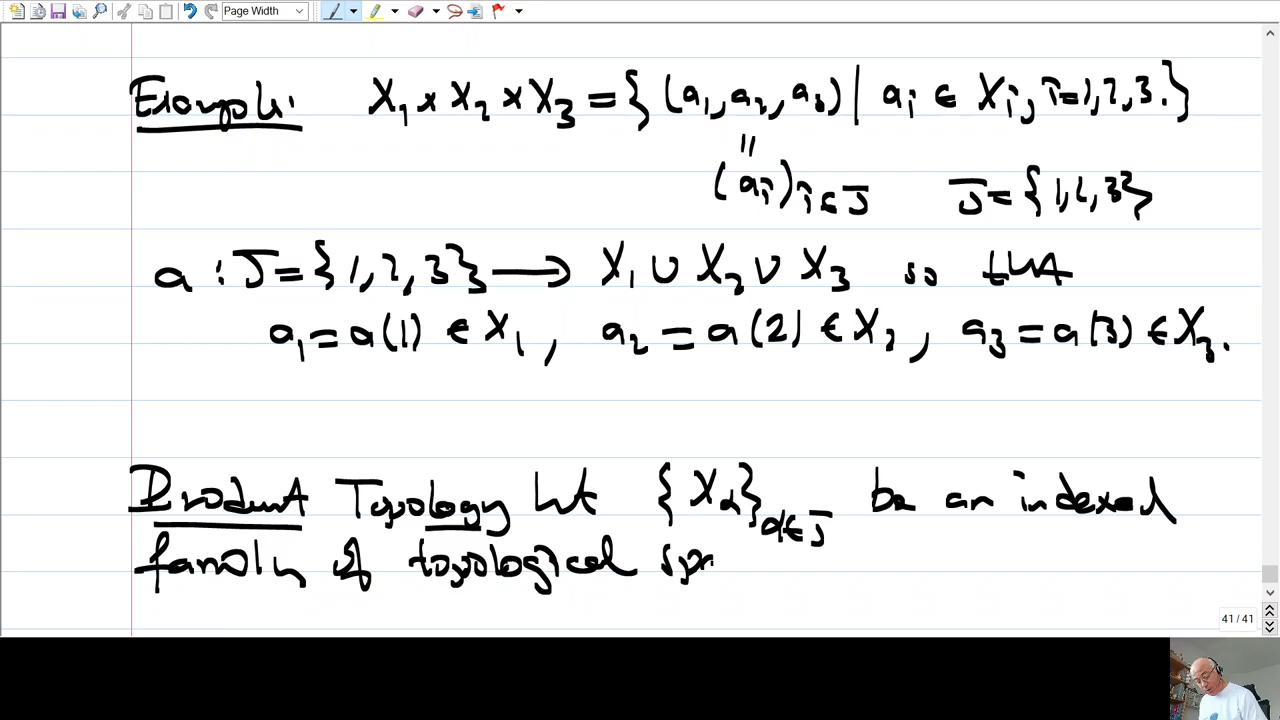 Page Width
Example: X₁ × X₂ × X₃ = { (a₁, a₂, a₃) | aᵢ ∈ Xᵢ, i=1,2,3. }
=
(aᵢ)ᵢ∈J J = {1,2,3}
a : J = {1,2,3} ⟶ X₁ ∪ X₂ ∪ X₃ so that
a₁ = a(1) ∈ X₁, a₂ = a(2) ∈ X₂, a₃ = a(3) ∈ X₃.
Product Topology Let {X_α}_α∈J be an indexed
family of topological spa
41 / 41